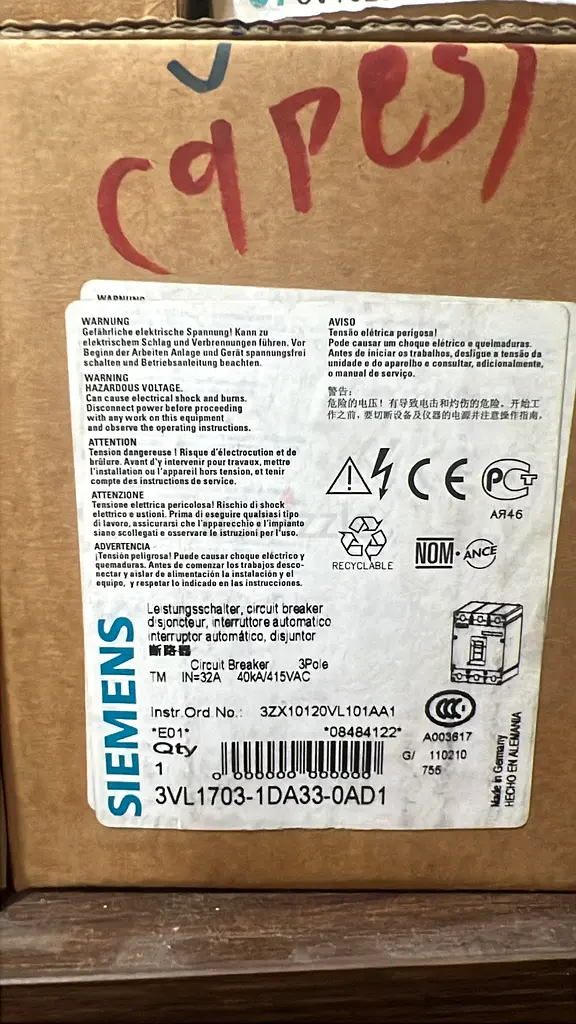 (9 PES)
WARNUNG
WARNUNG
Gefährliche elektrische Spannung! Kann zu
elektrischem Schlag und Verbrennungen führen. Vor
Beginn der Arbeiten Anlage und Gerät spannungsfrei
schalten und Betriebsanleitung beachten.
WARNING
HAZARDOUS VOLTAGE.
Can cause electrical shock and burns.
Disconnect power before proceeding
with any work on this equipment
and observe the operating instructions.
ATTENTION
Tension dangereuse ! Risque d'électrocution et de
brûlure. Avant d'y intervenir pour travaux, mettre
l'installation ou l'appareil hors tension, et tenir
compte des instructions de service.
ATTENZIONE
Tensione elettrica pericolosa! Rischio di shock
elettrico e ustioni. Prima di eseguire qualsiasi tipo
di lavoro, assicurarsi che l'apparecchio e l'impianto
siano scollegati e osservare le istruzioni per l'uso.
ADVERTENCIA
¡Tensión peligrosa! Puede causar choque eléctrico y
quemaduras. Antes de comenzar los trabajos desco-
nectar y aislar de alimentación la instalación y el
equipo, y respetar lo indicado en las instrucciones.
AVISO
Tensão elétrica perigosa!
Pode causar um choque elétrico e queimaduras.
Antes de iniciar os trabalhos, desligue a tensão da
unidade e do aparelho e consultar, adicionalmente,
o manual de serviço.
警告:
危险的电压! 有导致电击和灼伤的危险。开始工
作之前, 要切断设备及仪器的电源并注意操作指南。
CE
РСТ
АЯ46
RECYCLABLE
NOM-ANCE
SIEMENS
Leistungsschalter, circuit breaker
disjoncteur, interruttore automatico
interruptor automático, disjuntor
断路器
Circuit Breaker 3Pole
TM IN=32A 40kA/415VAC
Instr.Ord No.: 3ZX10120VL101AA1
*E01* *08484122*
Qty
1
3VL1703-1DA33-0AD1
CCC
A003617
G/ 110210
755
Made in Germany
HECHO EN ALEMANIA